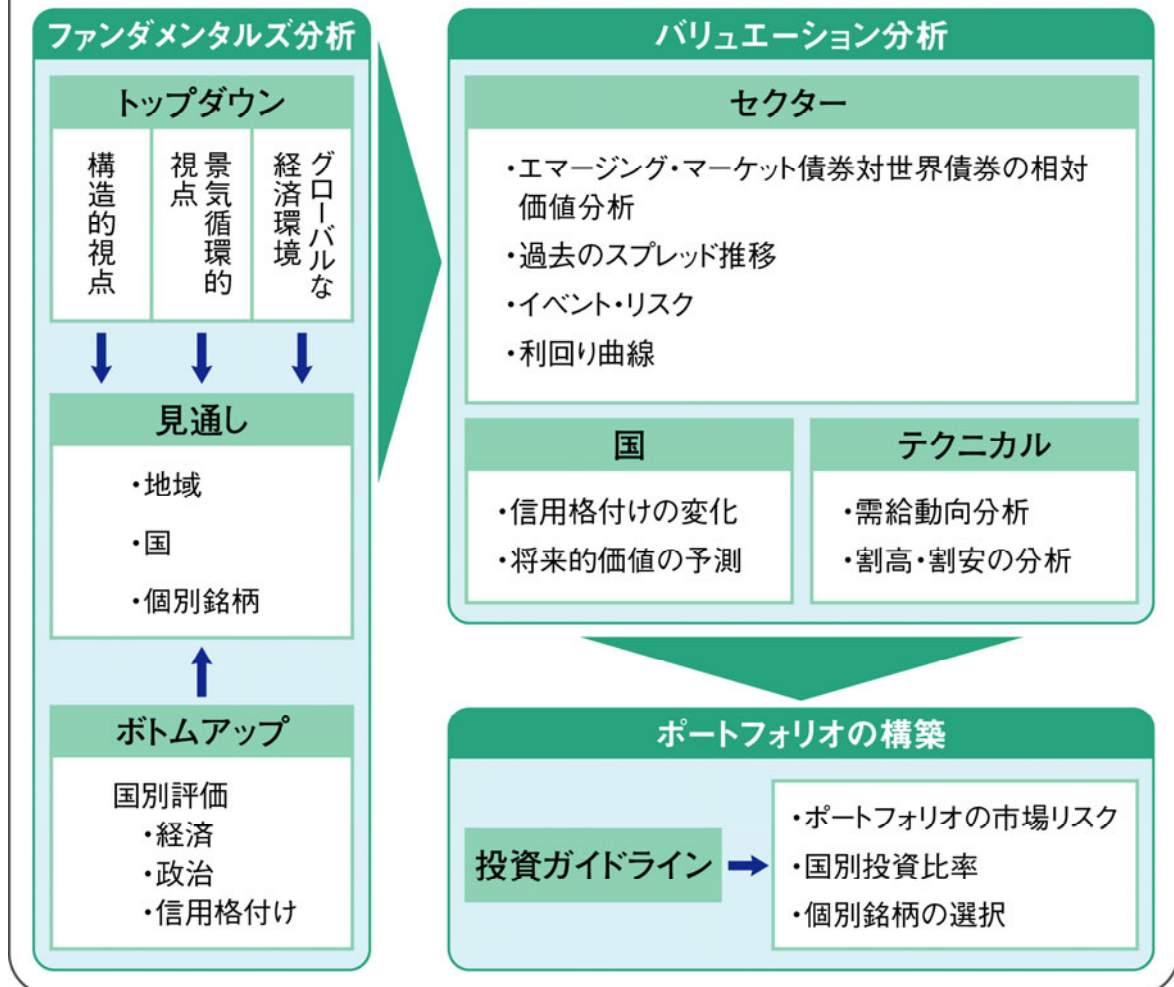 ファンダメンタルズ分析
トップダウン
構造的視点
景気循環的
視点
グローバルな
経済環境
見通し
・地域
・国
・個別銘柄
ボトムアップ
国別評価
・経済
・政治
・信用格付け
バリュエーション分析
セクター
・エマージング・マーケット債券対世界債券の相対
価値分析
・過去のスプレッド推移
・イベント・リスク
・利回り曲線
国
・信用格付けの変化
・将来的価値の予測
テクニカル
・需給動向分析
・割高・割安の分析
ポートフォリオの構築
投資ガイドライン
・ポートフォリオの市場リスク
・国別投資比率
・個別銘柄の選択